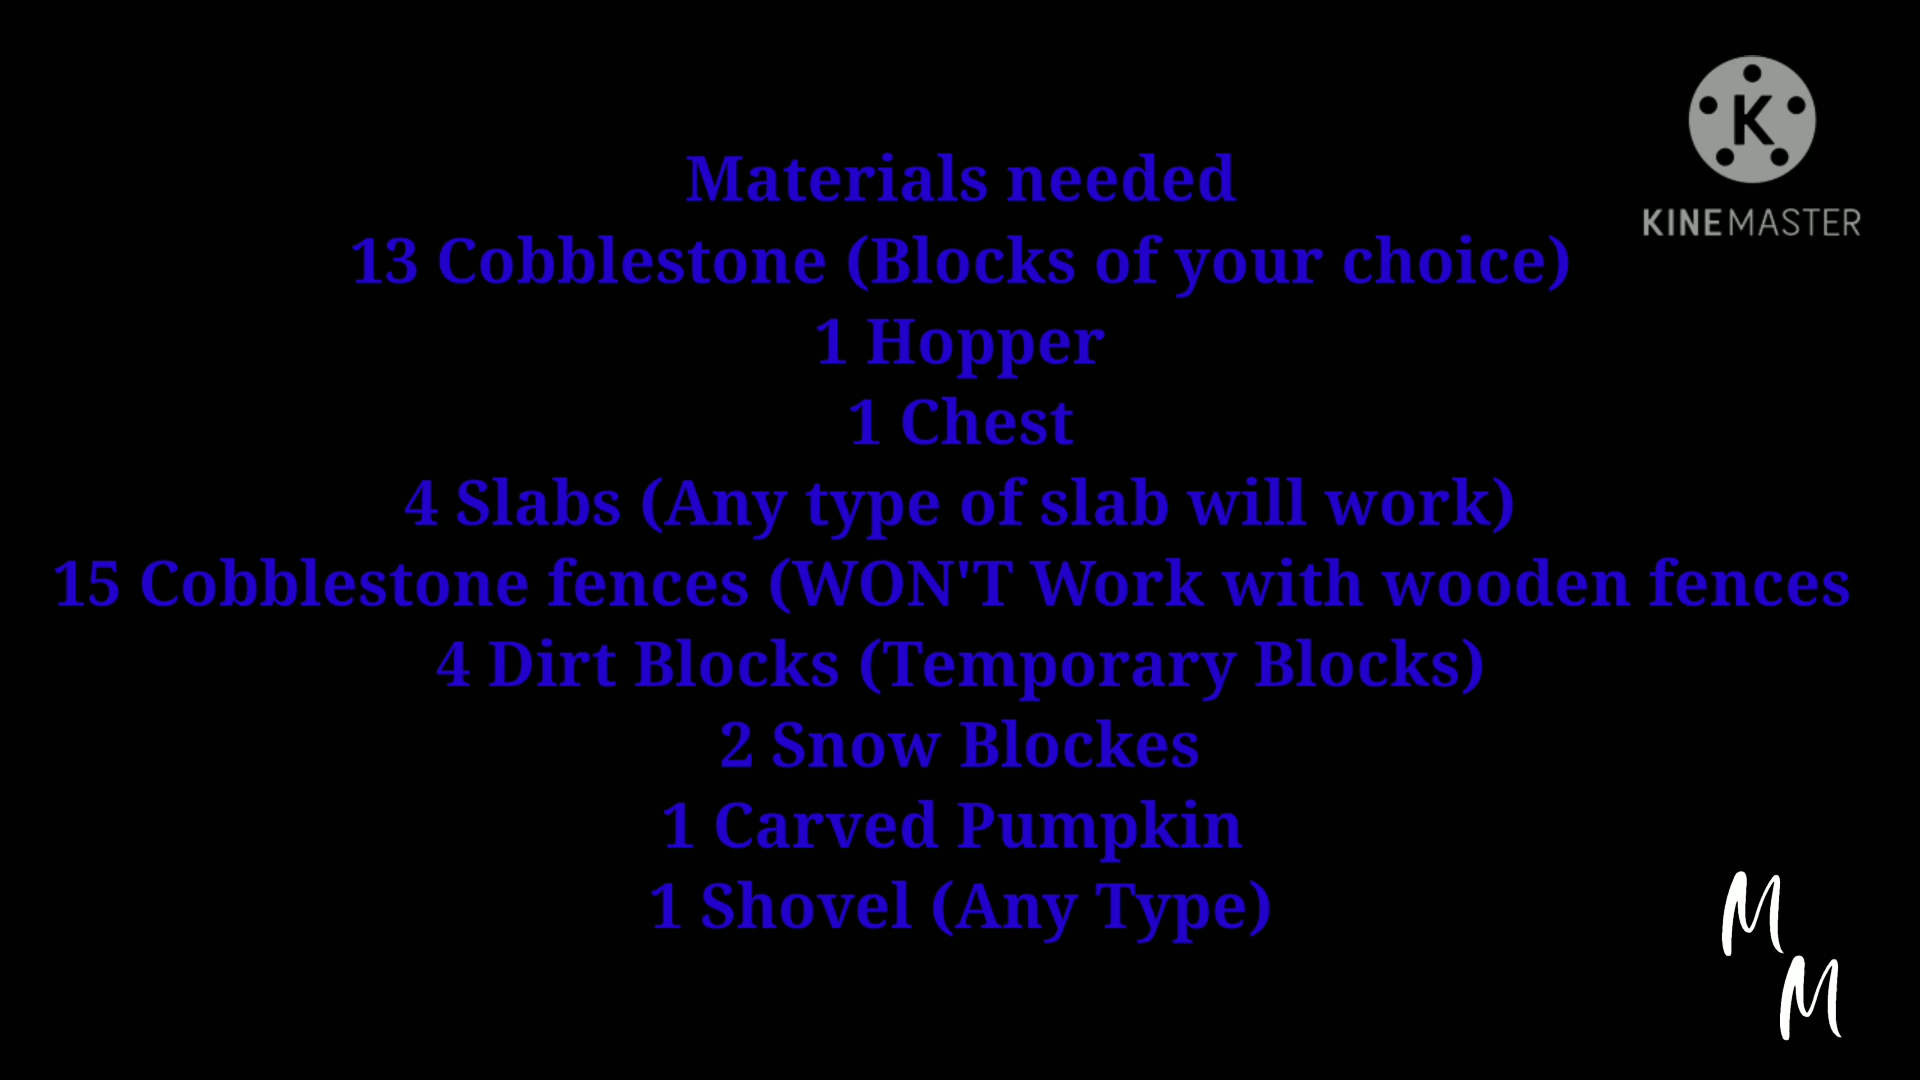 Materials needed
13 Cobblestone (Blocks of your choice)
1 Hopper
1 Chest
4 Slabs (Any type of slab will work)
15 Cobblestone fences (WON'T Work with wooden fences
4 Dirt Blocks (Temporary Blocks)
2 Snow Blockes
1 Carved Pumpkin
1 Shovel (Any Type)
K
KINEMASTER
M
M